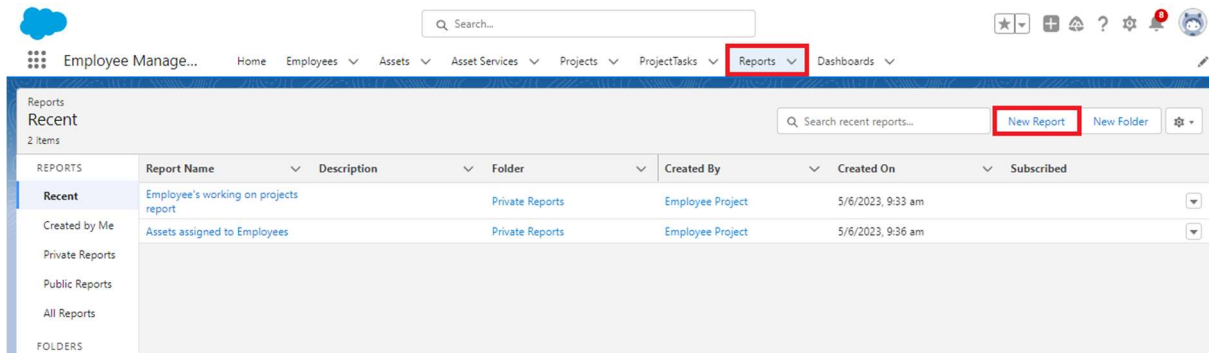 Search...
8
Employee Manage...
Home
Employees
Assets
Asset Services
Projects
ProjectTasks
Reports
Dashboards
Reports
Recent
2 Items
Search recent reports...
New Report
New Folder
REPORTS
Report Name
Description
Folder
Created By
Created On
Subscribed
Recent
Employee's working on projects
report
Private Reports
Employee Project
5/6/2023, 9:33 am
Created by Me
Assets assigned to Employees
Private Reports
Employee Project
5/6/2023, 9:36 am
Private Reports
Public Reports
All Reports
FOLDERS